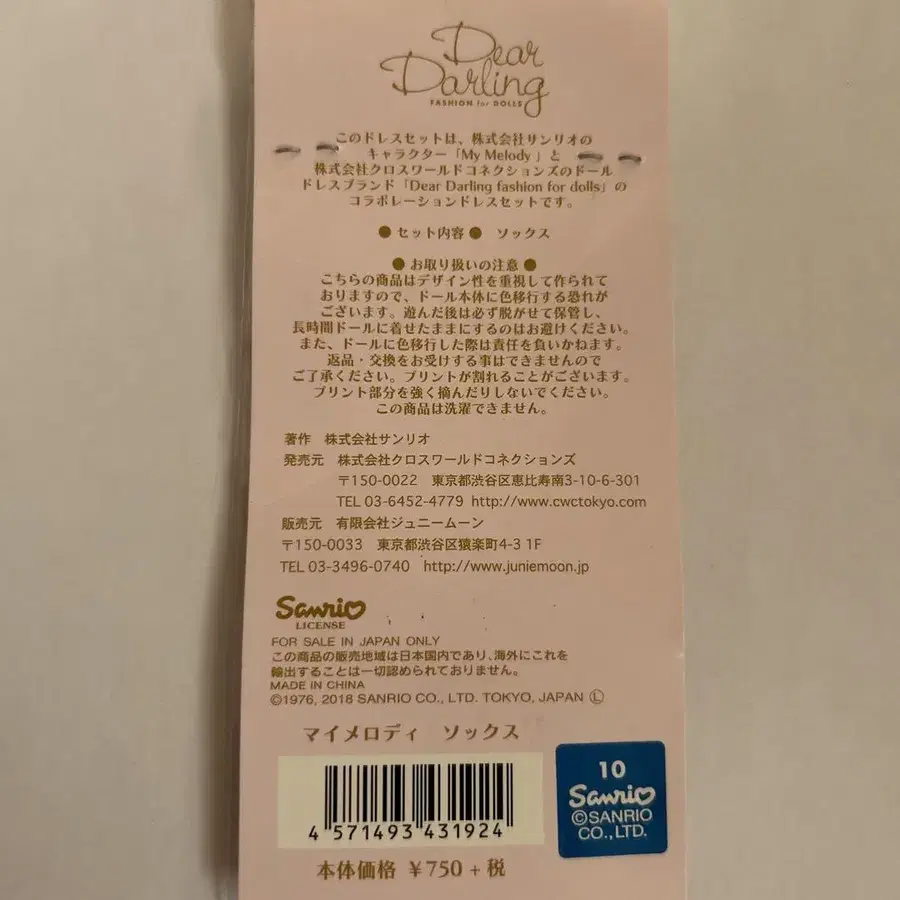 Dear
Darling
FASHION for DOLLS
このドレスセットは、株式会社サンリオの
キャラクター「My Melody 」と
株式会社クロスワールドコネクションズのドール
ドレスブランド「Dear Darling fashion for dolls」の
コラボレーションドレスセットです。
● セット内容 ● ソックス
● お取り扱いの注意 ●
こちらの商品はデザイン性を重視して作られて
おりますので、ドール本体に色移行する恐れが
ございます。遊んだ後は必ず脱がせて保管し、
長時間ドールに着せたままにするのはお避けください。
また、ドールに色移行した際は責任を負いかねます。
返品・交換をお受けする事はできませんので
ご了承ください。プリントが割れることがございます。
プリント部分を強く摘んだりしないでください。
この商品は洗濯できません。
著作 株式会社サンリオ
発売元 株式会社クロスワールドコネクションズ
〒150-0022 東京都渋谷区恵比寿南3-10-6-301
TEL 03-6452-4779 http://www.cwctokyo.com
販売元 有限会社ジュニームーン
〒150-0033 東京都渋谷区猿楽町4-3 1F
TEL 03-3496-0740 http://www.juniemoon.jp
Sanrio
LICENSE
FOR SALE IN JAPAN ONLY
この商品の販売地域は日本国内であり、海外にこれを
輸出することは一切認められておりません。
MADE IN CHINA
©1976, 2018 SANRIO CO., LTD. TOKYO, JAPAN Ⓛ
マイメロディ ソックス
4 571493 431924
本体価格 ¥750 + 税
10
Sanrio
©SANRIO
CO.,LTD.